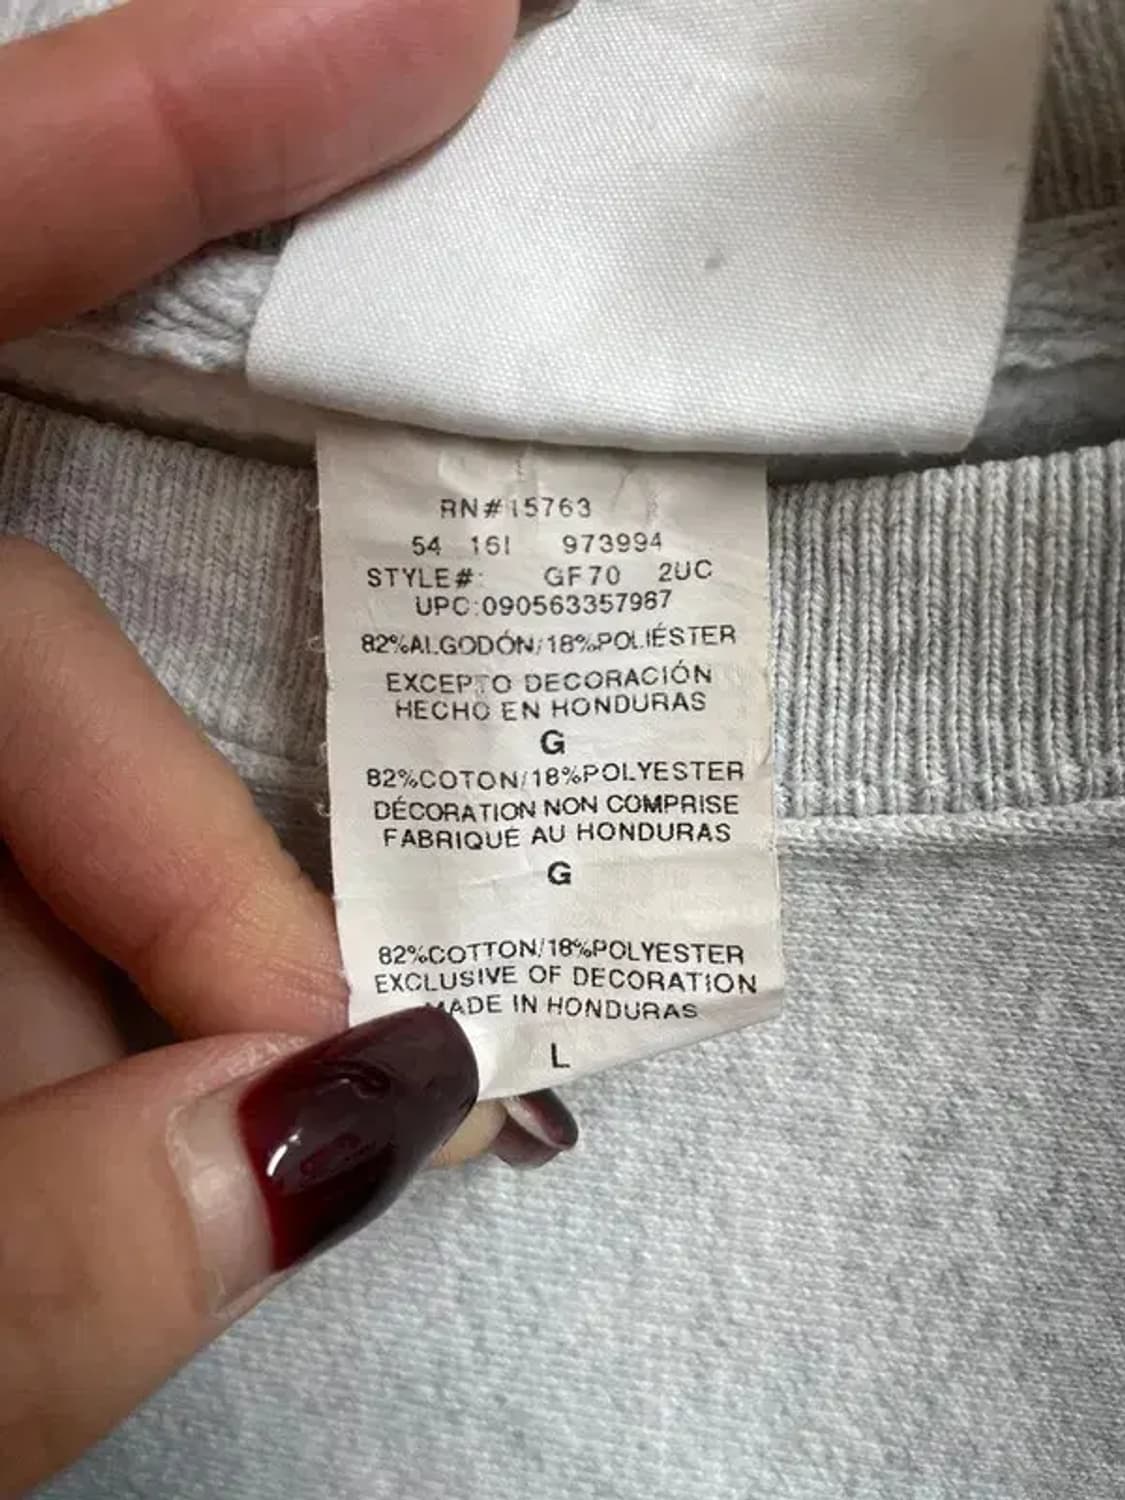 RN#15763
54 16I 973994
STYLE#: GF70 2UC
UPC:090563357987
82%ALGODÓN/18%POLIÉSTER
EXCEPTO DECORACIÓN
HECHO EN HONDURAS
G
82%COTON/18%POLYESTER
DÉCORATION NON COMPRISE
FABRIQUÉ AU HONDURAS
G
82%COTTON/18%POLYESTER
EXCLUSIVE OF DECORATION
MADE IN HONDURAS
L